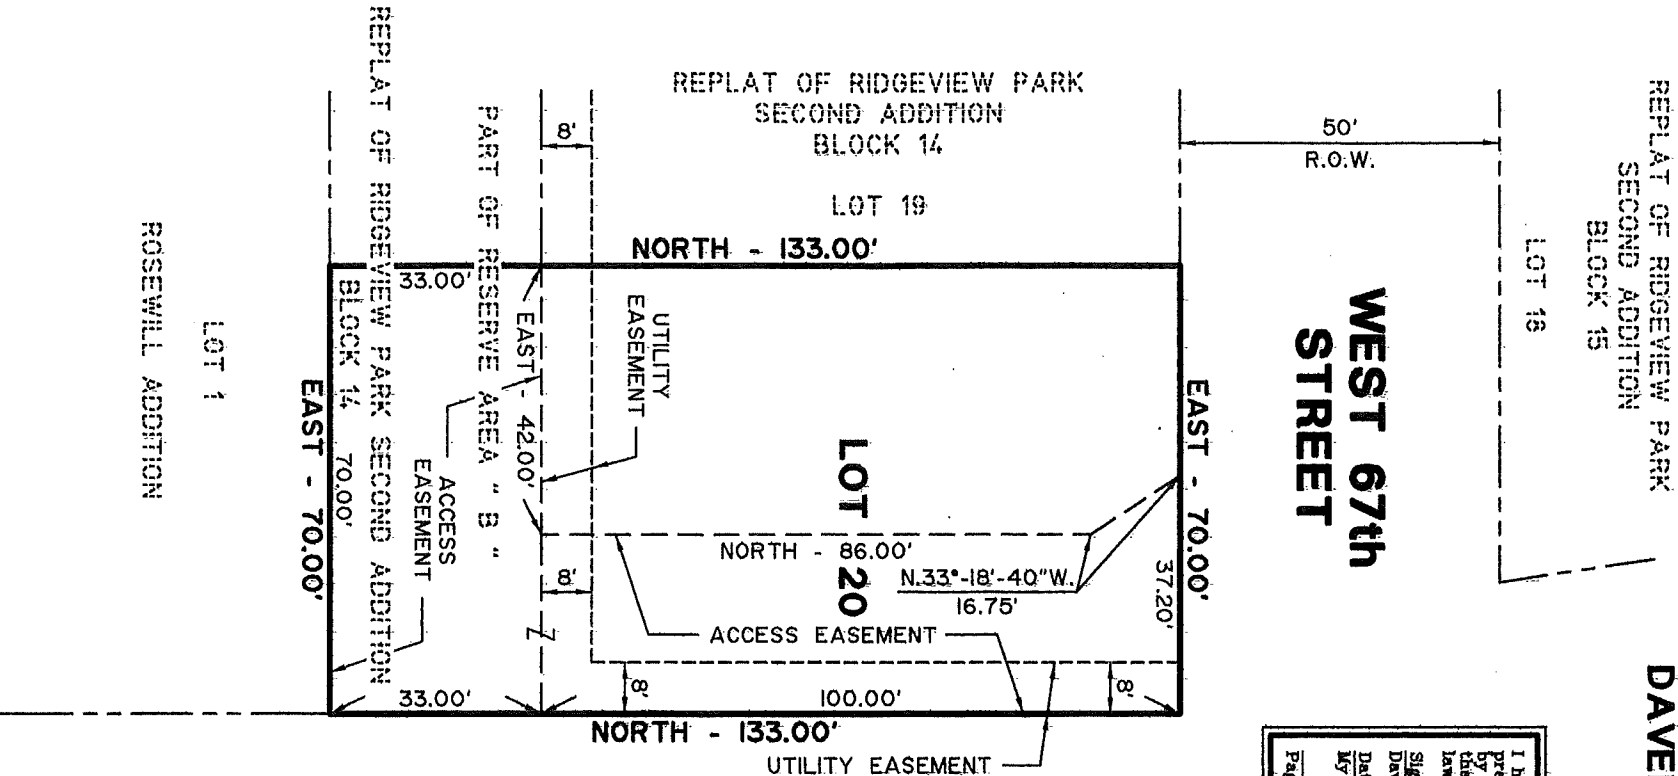 REPLAT OF RIDGEVIEW PARK
SECOND ADDITION
BLOCK 14
LOT 19
NORTH - 133.00'
50'
R.O.W.
REPLAT OF RIDGEVIEW PARK
SECOND ADDITION
BLOCK 15
LOT 18
WEST 67th
STREET
8'
PART OF RESERVE AREA "B"
REPLAT OF RIDGEVIEW PARK SECOND ADDITION
BLOCK 14
33.00'
EAST - 42.00'
UTILITY
EASEMENT
ACCESS
EASEMENT
70.00'
EAST - 70.00'
LOT 1
ROSEWILL ADDITION
LOT 20
NORTH - 86.00'
N.33°-18'-40"W.
16.75'
EAST - 70.00'
37.20'
8'
ACCESS EASEMENT
8'
8'
33.00'
100.00'
NORTH - 133.00'
UTILITY EASEMENT